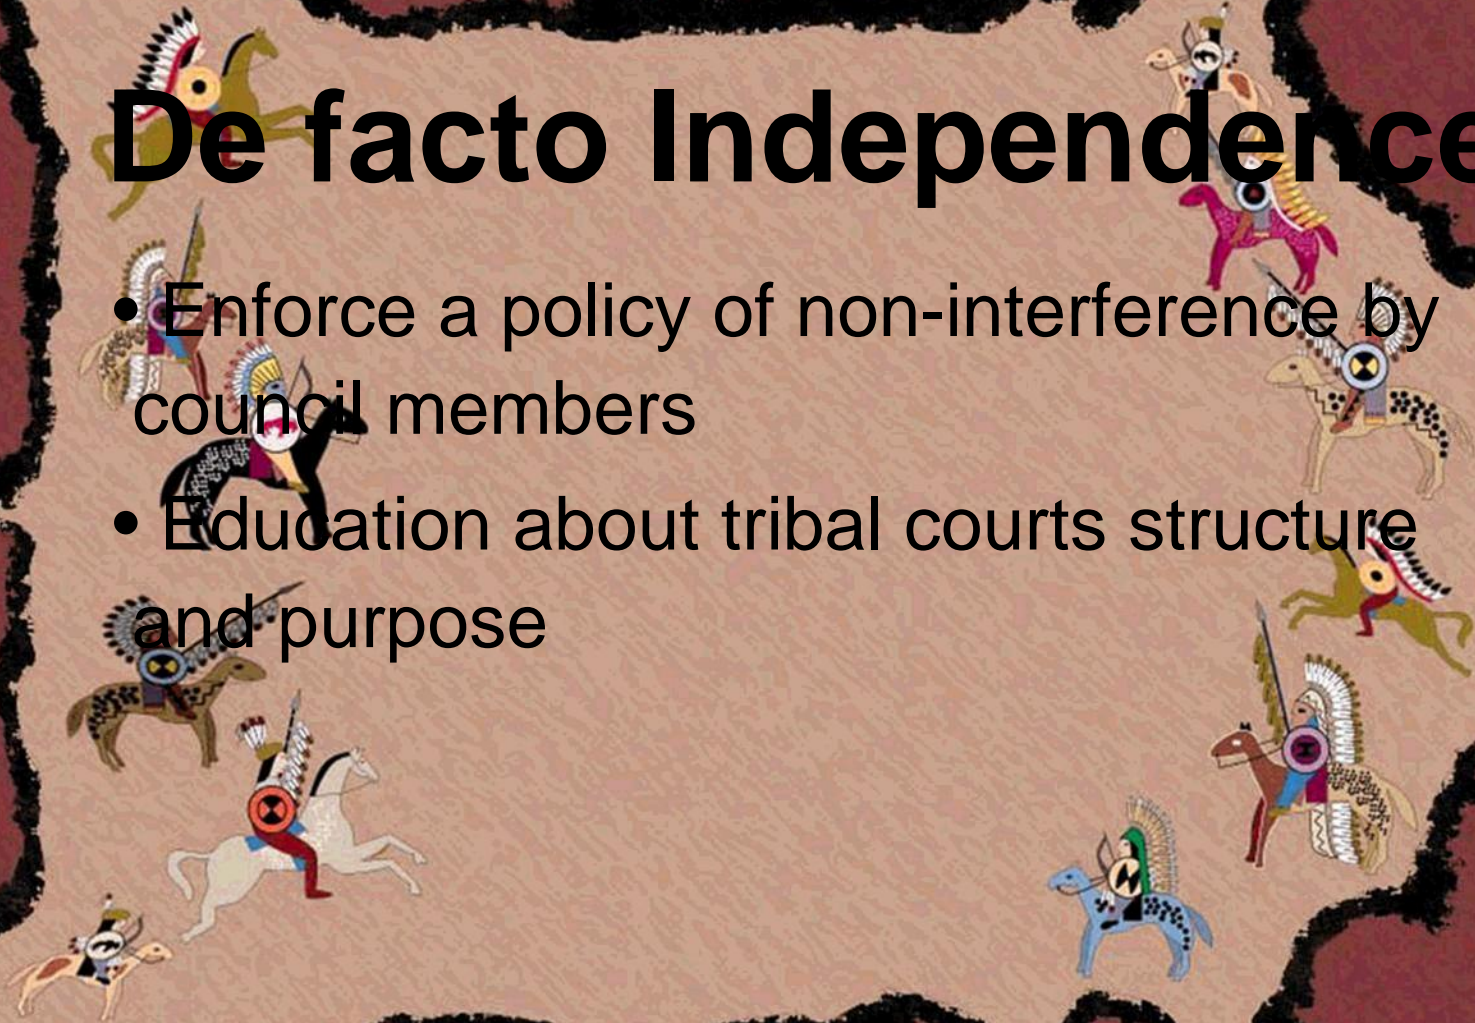 De facto Independence
• Enforce a policy of non-interference by
council members
• Education about tribal courts structure
and purpose